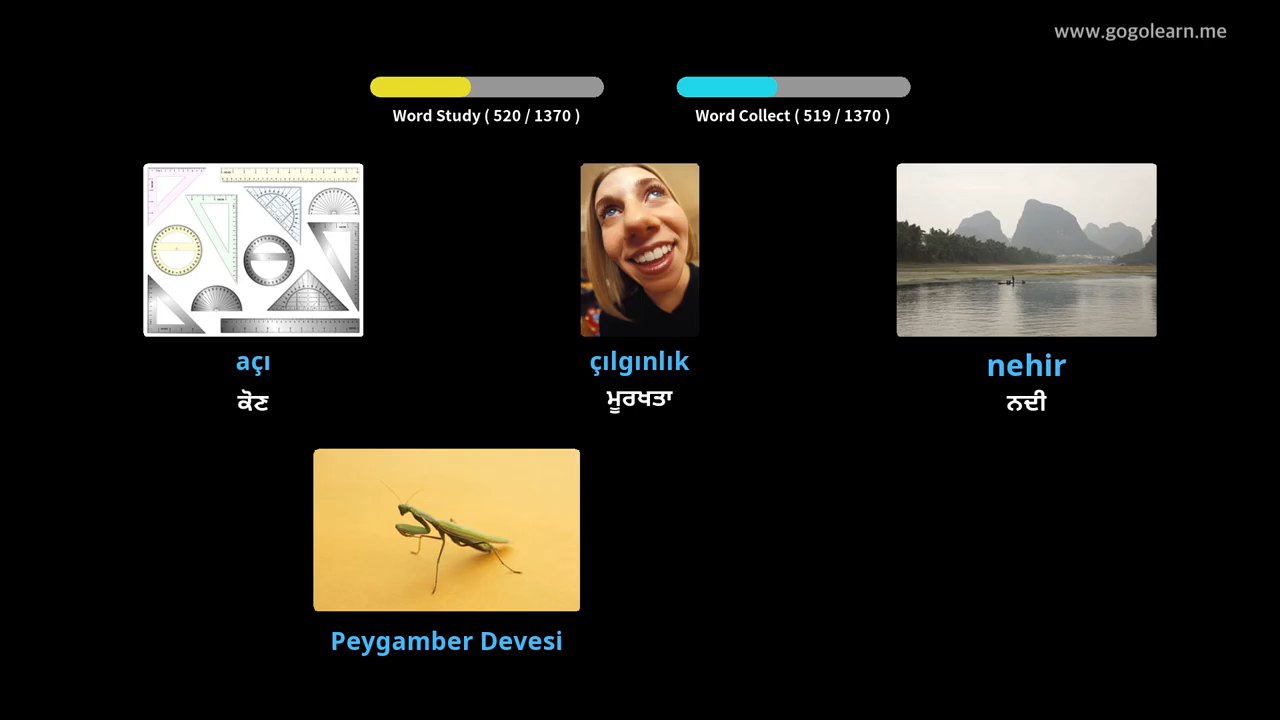 www.gogolearn.me
Word Study ( 520 / 1370 )
Word Collect ( 519 / 1370 )
açı
çılgınlık
nehir
ਕੋਣ
ਮੂਰਖਤਾ
ਨਦੀ
Peygamber Devesi